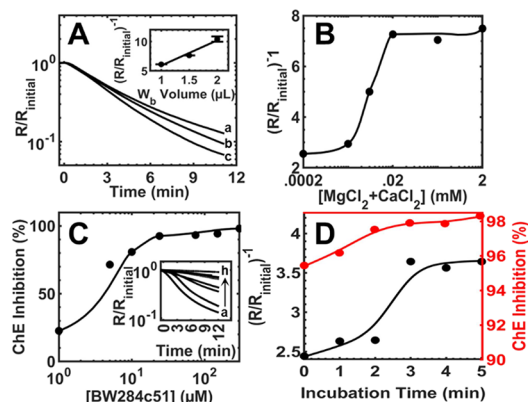 A
R/R_initial
10^0
10^-1
0 3 6 9 12
Time (min)
a
b
c
(R/R_initial)^-1
10
5
1 1.5 2
W_b Volume (μL)
B
(R/R_initial)^-1
8
6
4
2
.0002 .002 .02 2
[MgCl_2+CaCl_2] (mM)
C
ChE Inhibition (%)
100
50
0
10^0 10^1 10^2
[BW284c51] (μM)
R/R_initial
10^0
10^-1
h
a
0 3 6 9 12
Time (min)
D
(R/R_initial)^-1
4
3.5
3
2.5
0 1 2 3 4 5
Incubation Time (min)
98
96
94
92
90
ChE Inhibition (%)